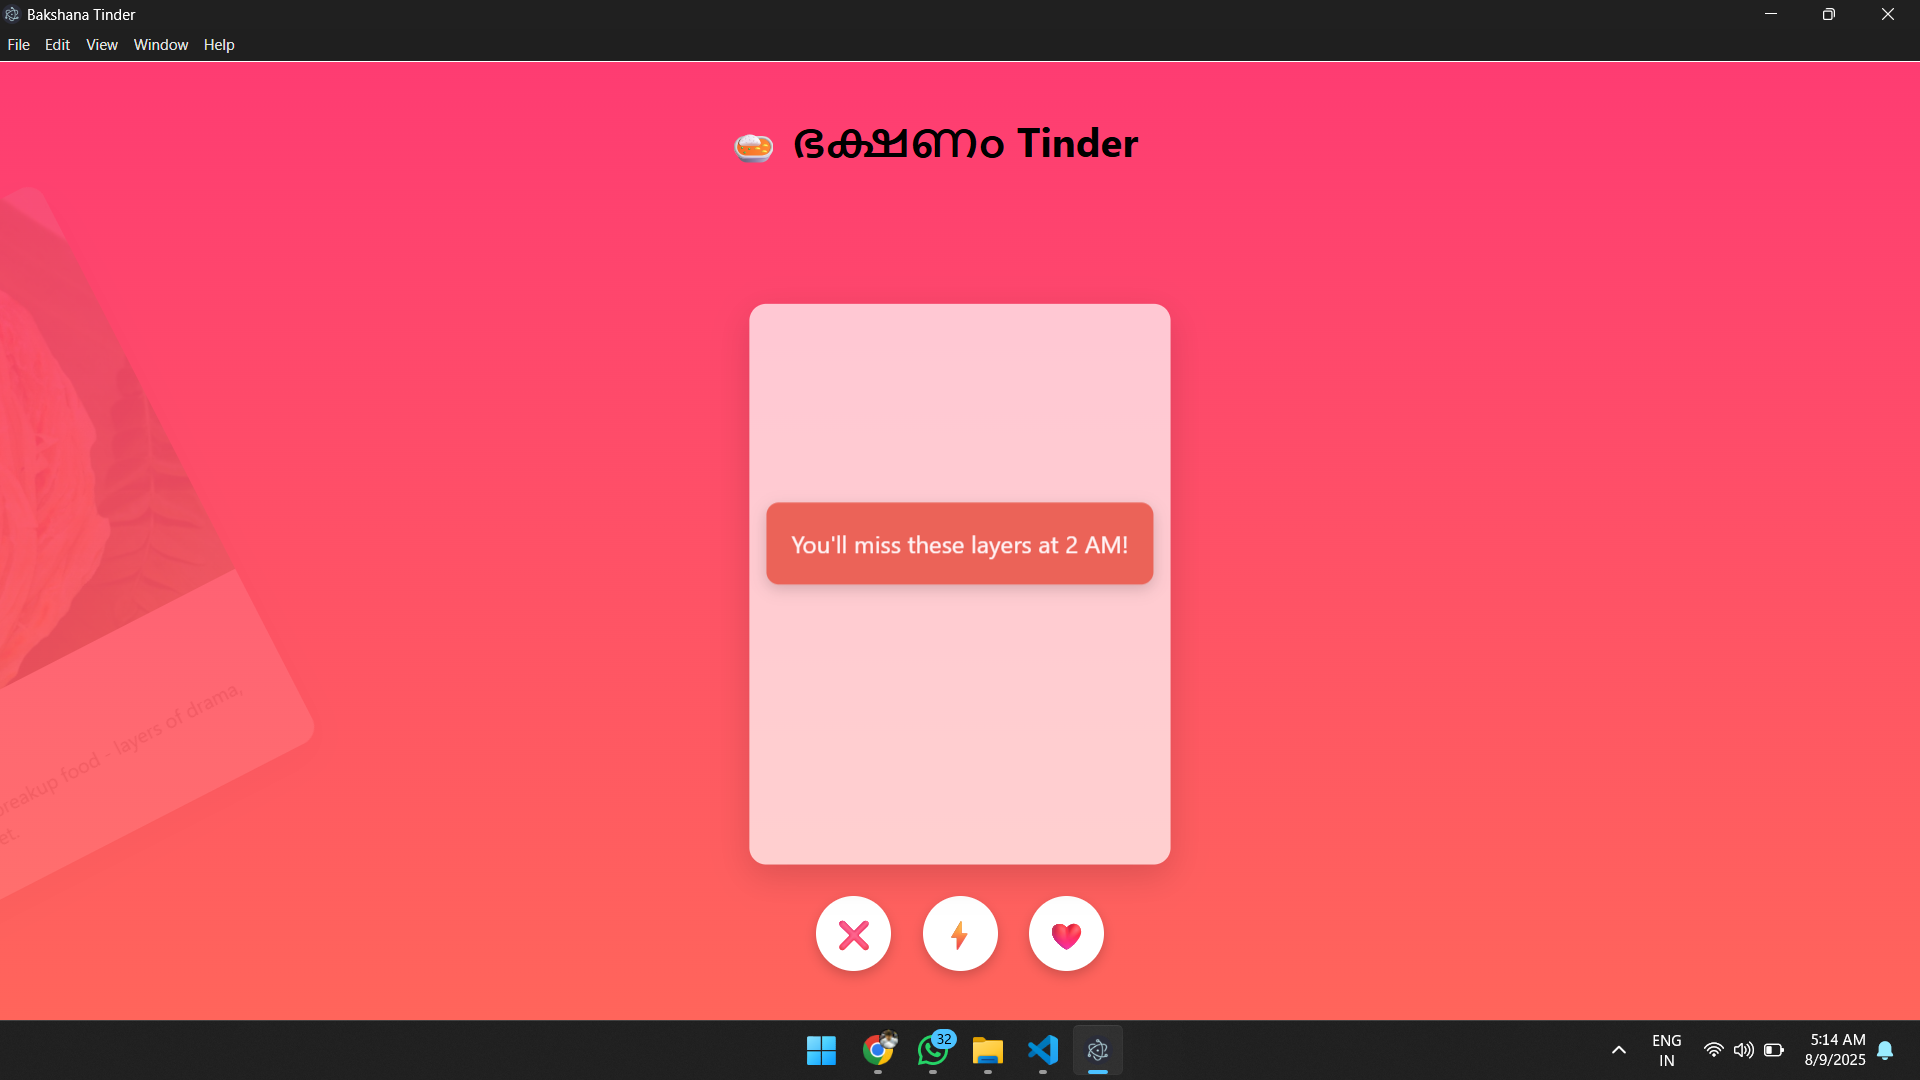 Bakshana Tinder
File Edit View Window Help
ഭക്ഷണം Tinder
You'll miss these layers at 2 AM!
breakup food - layers of drama,
et.
32
ENG
IN
5:14 AM
8/9/2025